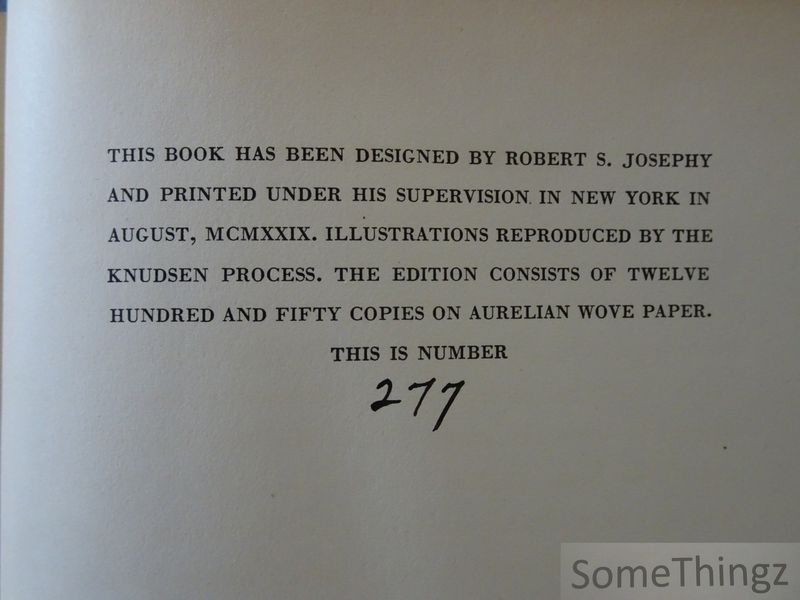 THIS BOOK HAS BEEN DESIGNED BY ROBERT S. JOSEPHY
AND PRINTED UNDER HIS SUPERVISION IN NEW YORK IN
AUGUST, MCMXXIX. ILLUSTRATIONS REPRODUCED BY THE
KNUDSEN PROCESS. THE EDITION CONSISTS OF TWELVE
HUNDRED AND FIFTY COPIES ON AURELIAN WOVE PAPER.
THIS IS NUMBER
277
SomeThingz